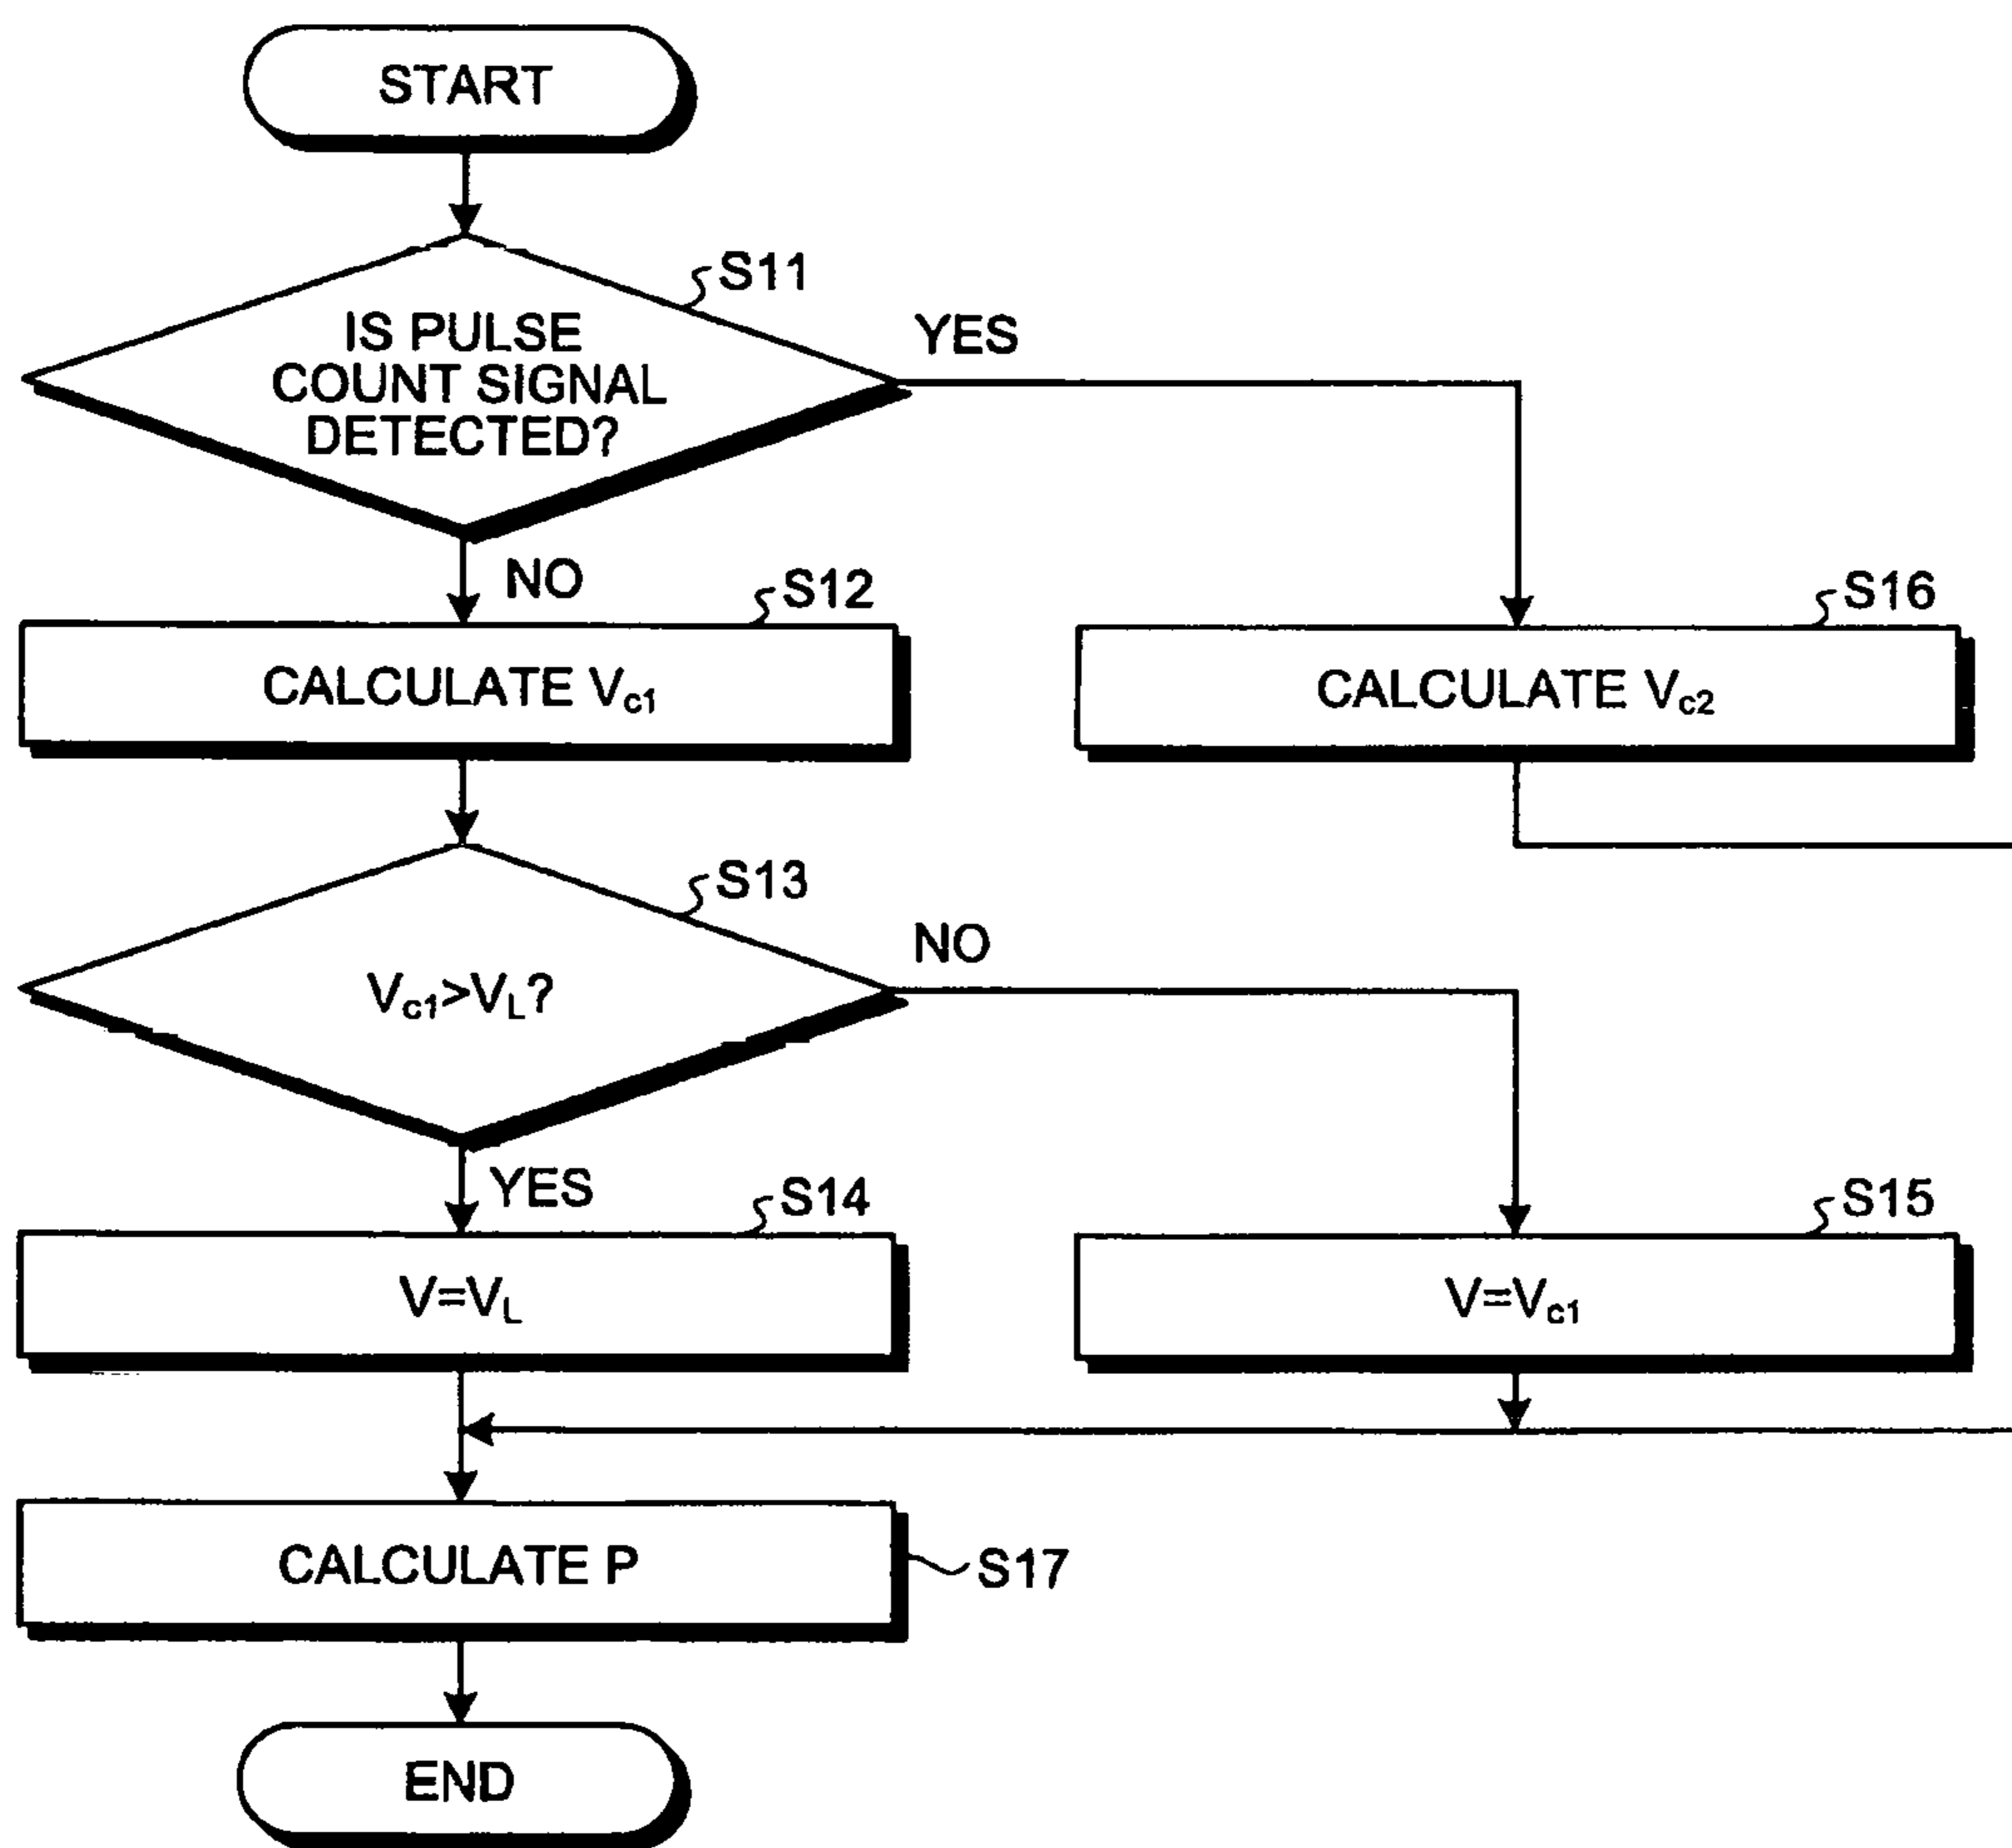 START
S11
IS PULSE
COUNT SIGNAL
DETECTED?
YES
NO
S12
CALCULATE Vc1
S16
CALCULATE Vc2
S13
Vc1>VL?
NO
YES
S14
V=VL
S15
V=Vc1
CALCULATE P
S17
END